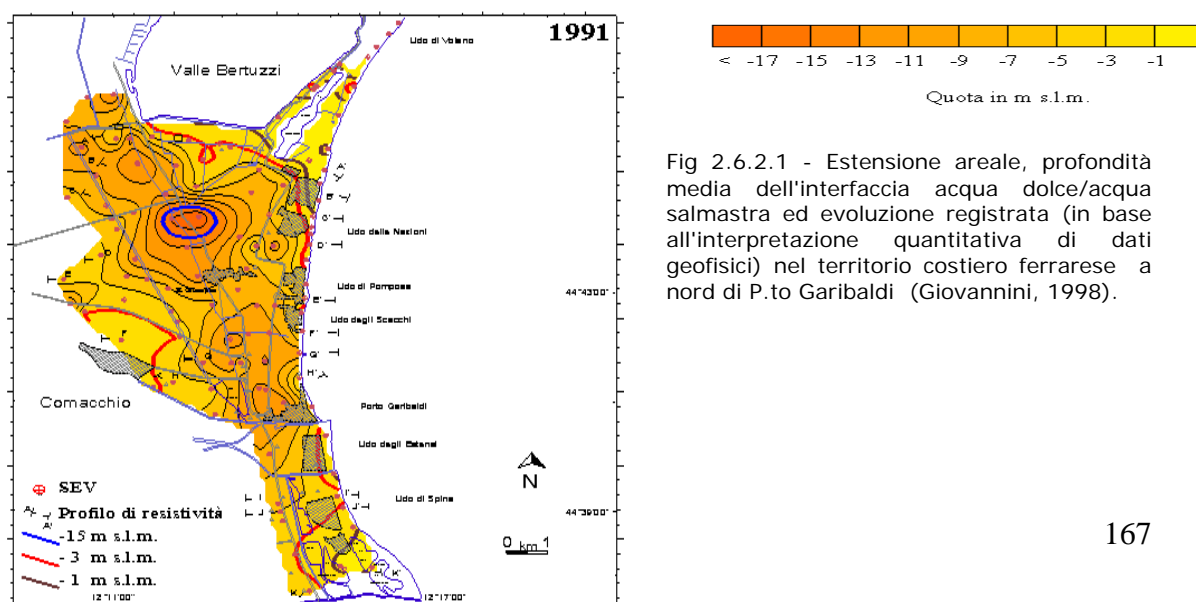 1991
Lido di Volano
Valle Bertuzzi
Lido delle Nazioni
Lido di Pomposa
44°43'00"
Lido degli Scacchi
Comacchio
Porto Garibaldi
Lido degli Estensi
N
SEV
Lido di Spina
Profilo di resistività
44°39'00"
-15 m s.l.m.
0 km 1
- 3 m s.l.m.
- 1 m s.l.m.
12°11'00"
12°17'00"
< -17 -15 -13 -11 -9 -7 -5 -3 -1
Quota in m s.l.m.
Fig 2.6.2.1 - Estensione areale, profondità
media dell'interfaccia acqua dolce/acqua
salmastra ed evoluzione registrata (in base
all'interpretazione quantitativa di dati
geofisici) nel territorio costiero ferrarese a
nord di P.to Garibaldi (Giovannini, 1998).
167